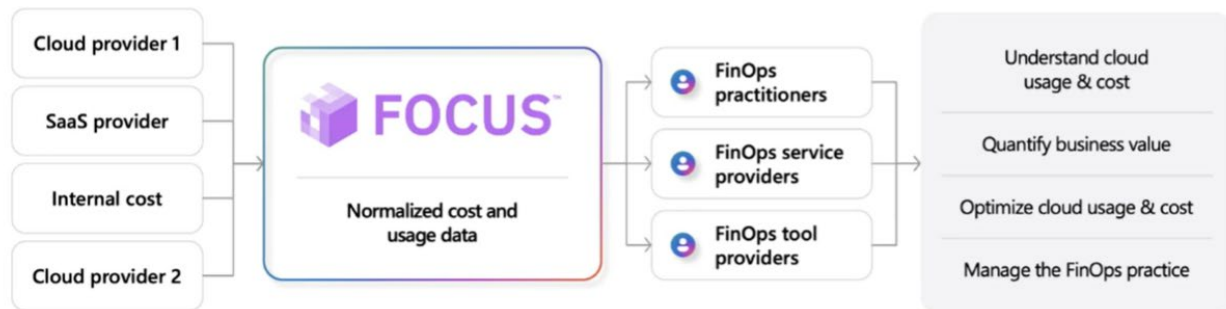 Cloud provider 1
SaaS provider
Internal cost
Cloud provider 2
FOCUS™
Normalized cost and
usage data
FinOps
practitioners
FinOps service
providers
FinOps tool
providers
Understand cloud
usage & cost
Quantify business value
Optimize cloud usage & cost
Manage the FinOps practice